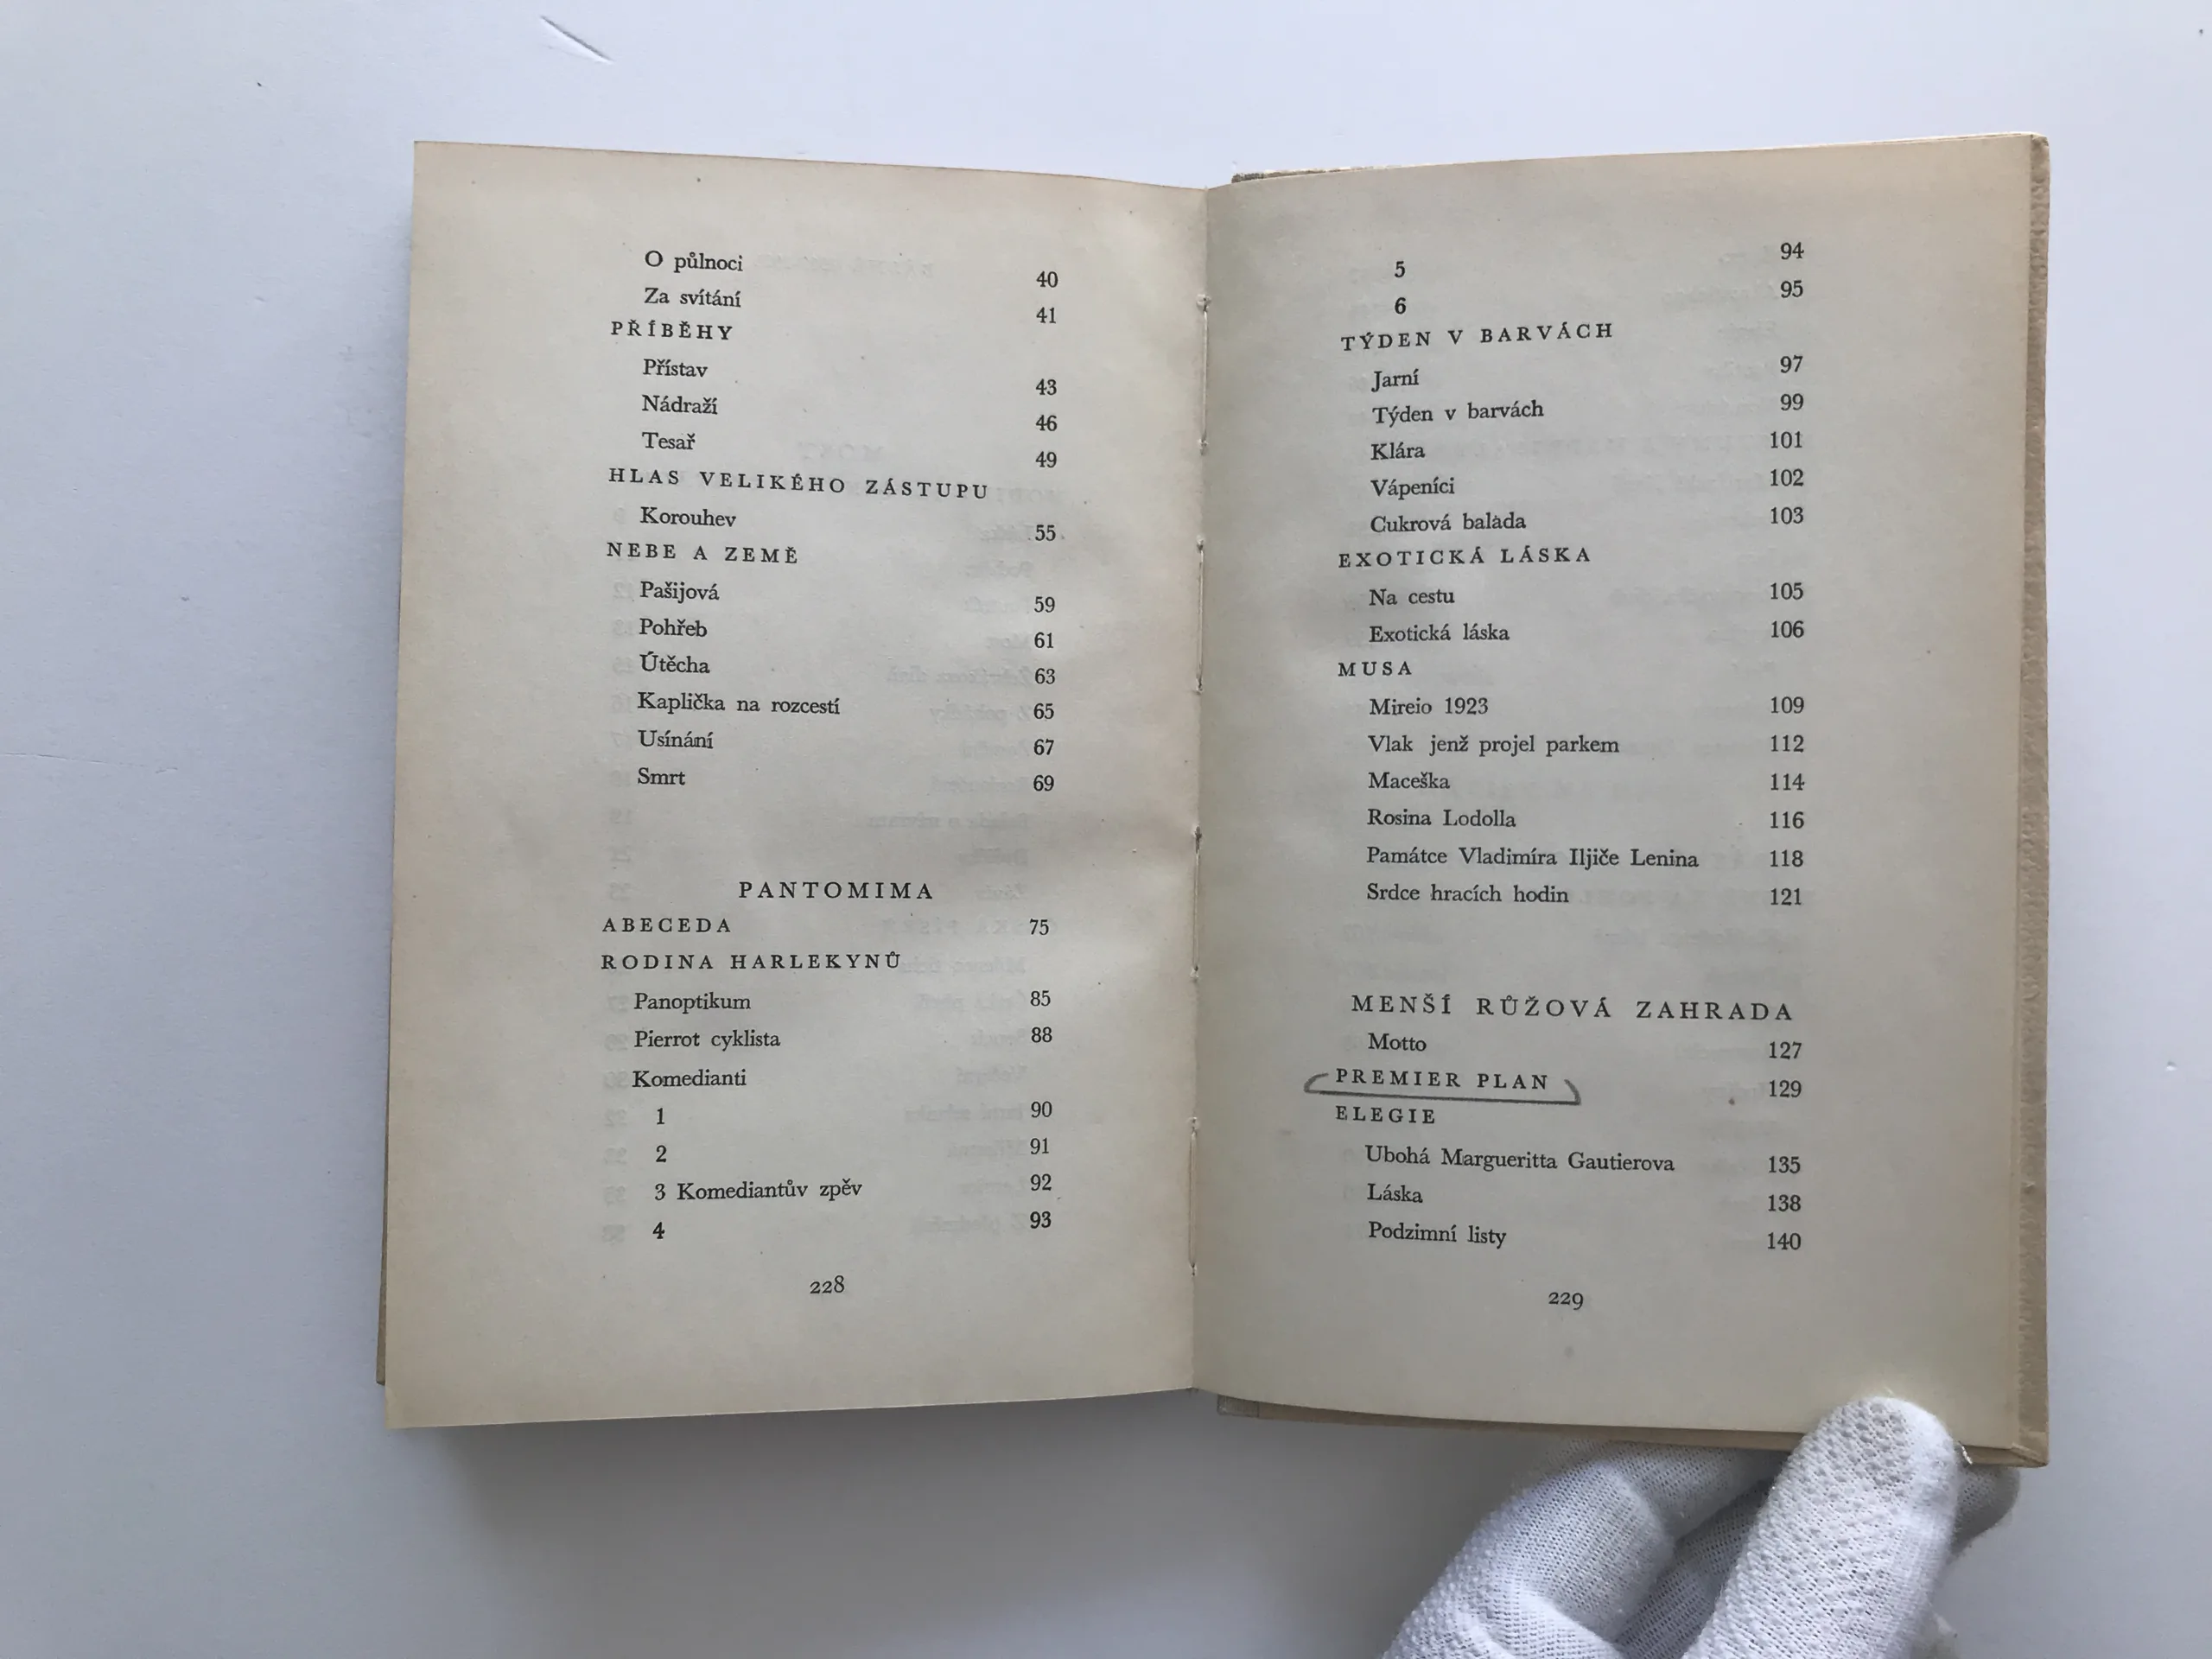 O půlnoci 40
Za svítání 41
PŘÍBĚHY
Přístav 43
Nádraží 46
Tesař 49
HLAS VELIKÉHO ZÁSTUPU
Korouhev 55
NEBE A ZEMĚ
Pašijová 59
Pohřeb 61
Útěcha 63
Kaplička na rozcestí 65
Usínání 67
Smrt 69
PANTOMIMA
ABECEDA 75
RODINA HARLEKYNŮ
Panoptikum 85
Pierrot cyklista 88
Komedianti
1 90
2 91
3 Komediantův zpěv 92
4 93
228
5 94
6 95
TÝDEN V BARVÁCH
Jarní 97
Týden v barvách 99
Klára 101
Vápeníci 102
Cukrová balada 103
EXOTICKÁ LÁSKA
Na cestu 105
Exotická láska 106
MUSA
Mireio 1923 109
Vlak jenž projel parkem 112
Maceška 114
Rosina Lodolla 116
Památce Vladimíra Iljiče Lenina 118
Srdce hracích hodin 121
MENŠÍ RŮŽOVÁ ZAHRADA
Motto 127
PREMIER PLAN 129
ELEGIE
Ubohá Margueritta Gautierova 135
Láska 138
Podzimní listy 140
229